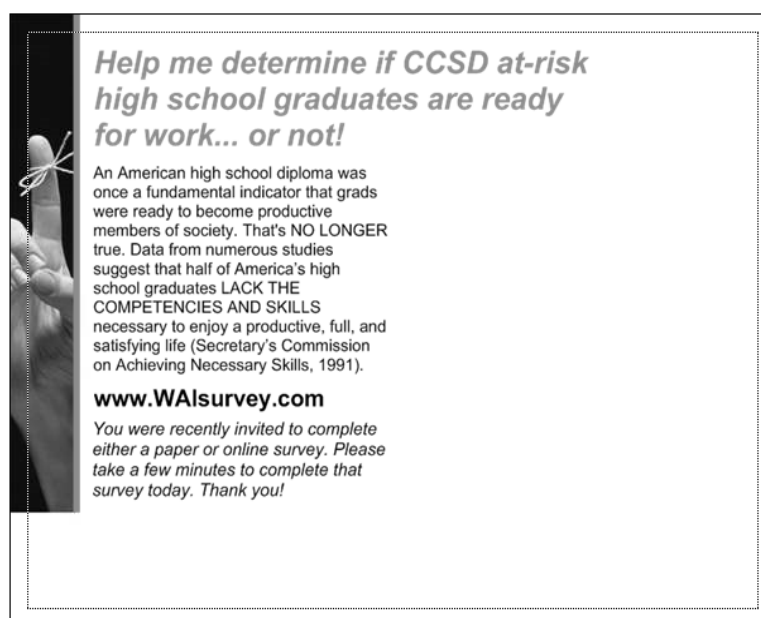 Help me determine if CCSD at-risk
high school graduates are ready
for work... or not!
An American high school diploma was
once a fundamental indicator that grads
were ready to become productive
members of society. That's NO LONGER
true. Data from numerous studies
suggest that half of America’s high
school graduates LACK THE
COMPETENCIES AND SKILLS
necessary to enjoy a productive, full, and
satisfying life (Secretary’s Commission
on Achieving Necessary Skills, 1991).
www.WAIsurvey.com
You were recently invited to complete
either a paper or online survey. Please
take a few minutes to complete that
survey today. Thank you!